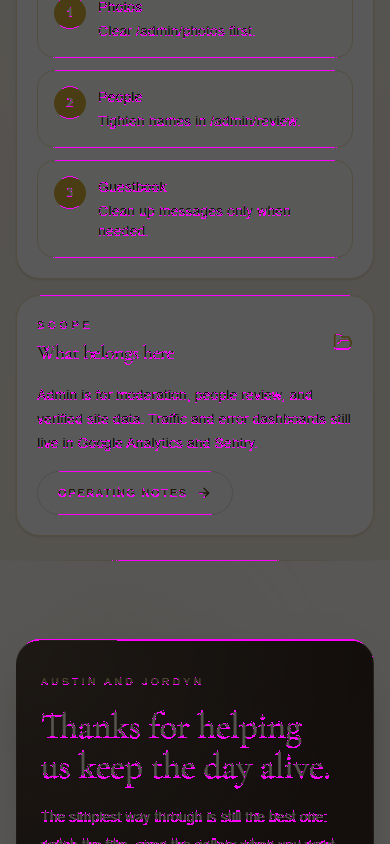 1
Photos
Clear /admin/photos first.
2
People
Tighten names in /admin/review.
3
Guestbook
Clean up messages only when
needed.
SCOPE
What belongs here
Admin is for moderation, people review, and
verified site data. Traffic and error dashboards still
live in Google Analytics and Sentry.
OPERATING NOTES →
AUSTIN AND JORDYN
Thanks for helping
us keep the day alive.
The simplest way through is still the best one: